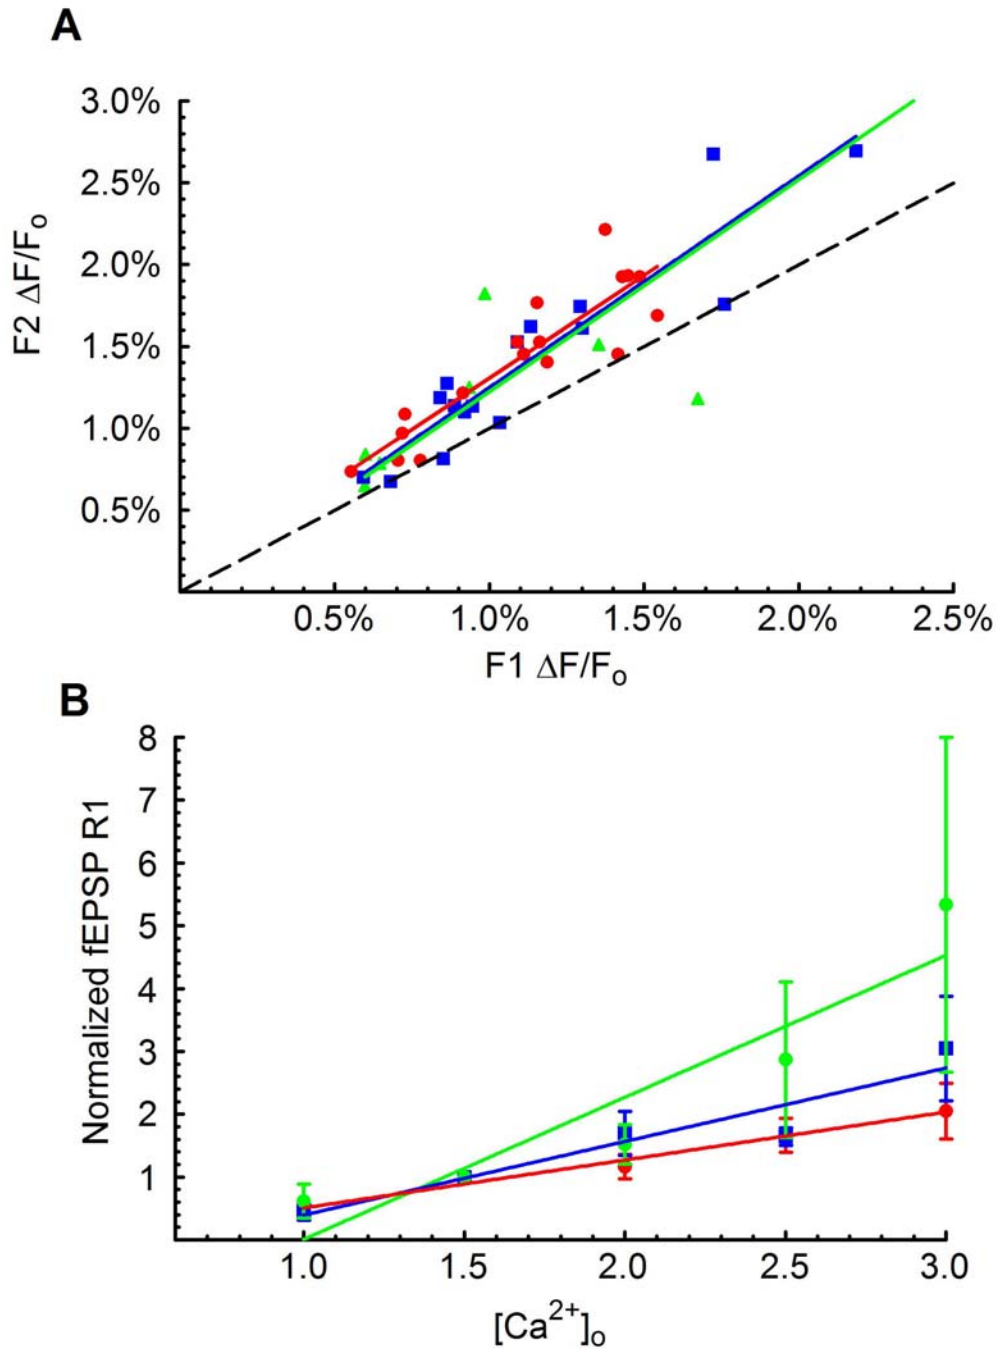 A
3.0%
2.5%
2.0%
1.5%
1.0%
0.5%
F2 ΔF/Fo
0.5% 1.0% 1.5% 2.0% 2.5%
F1 ΔF/Fo
B
8
7
6
5
4
3
2
1
Normalized fEPSP R1
1.0 1.5 2.0 2.5 3.0
[Ca2+]o